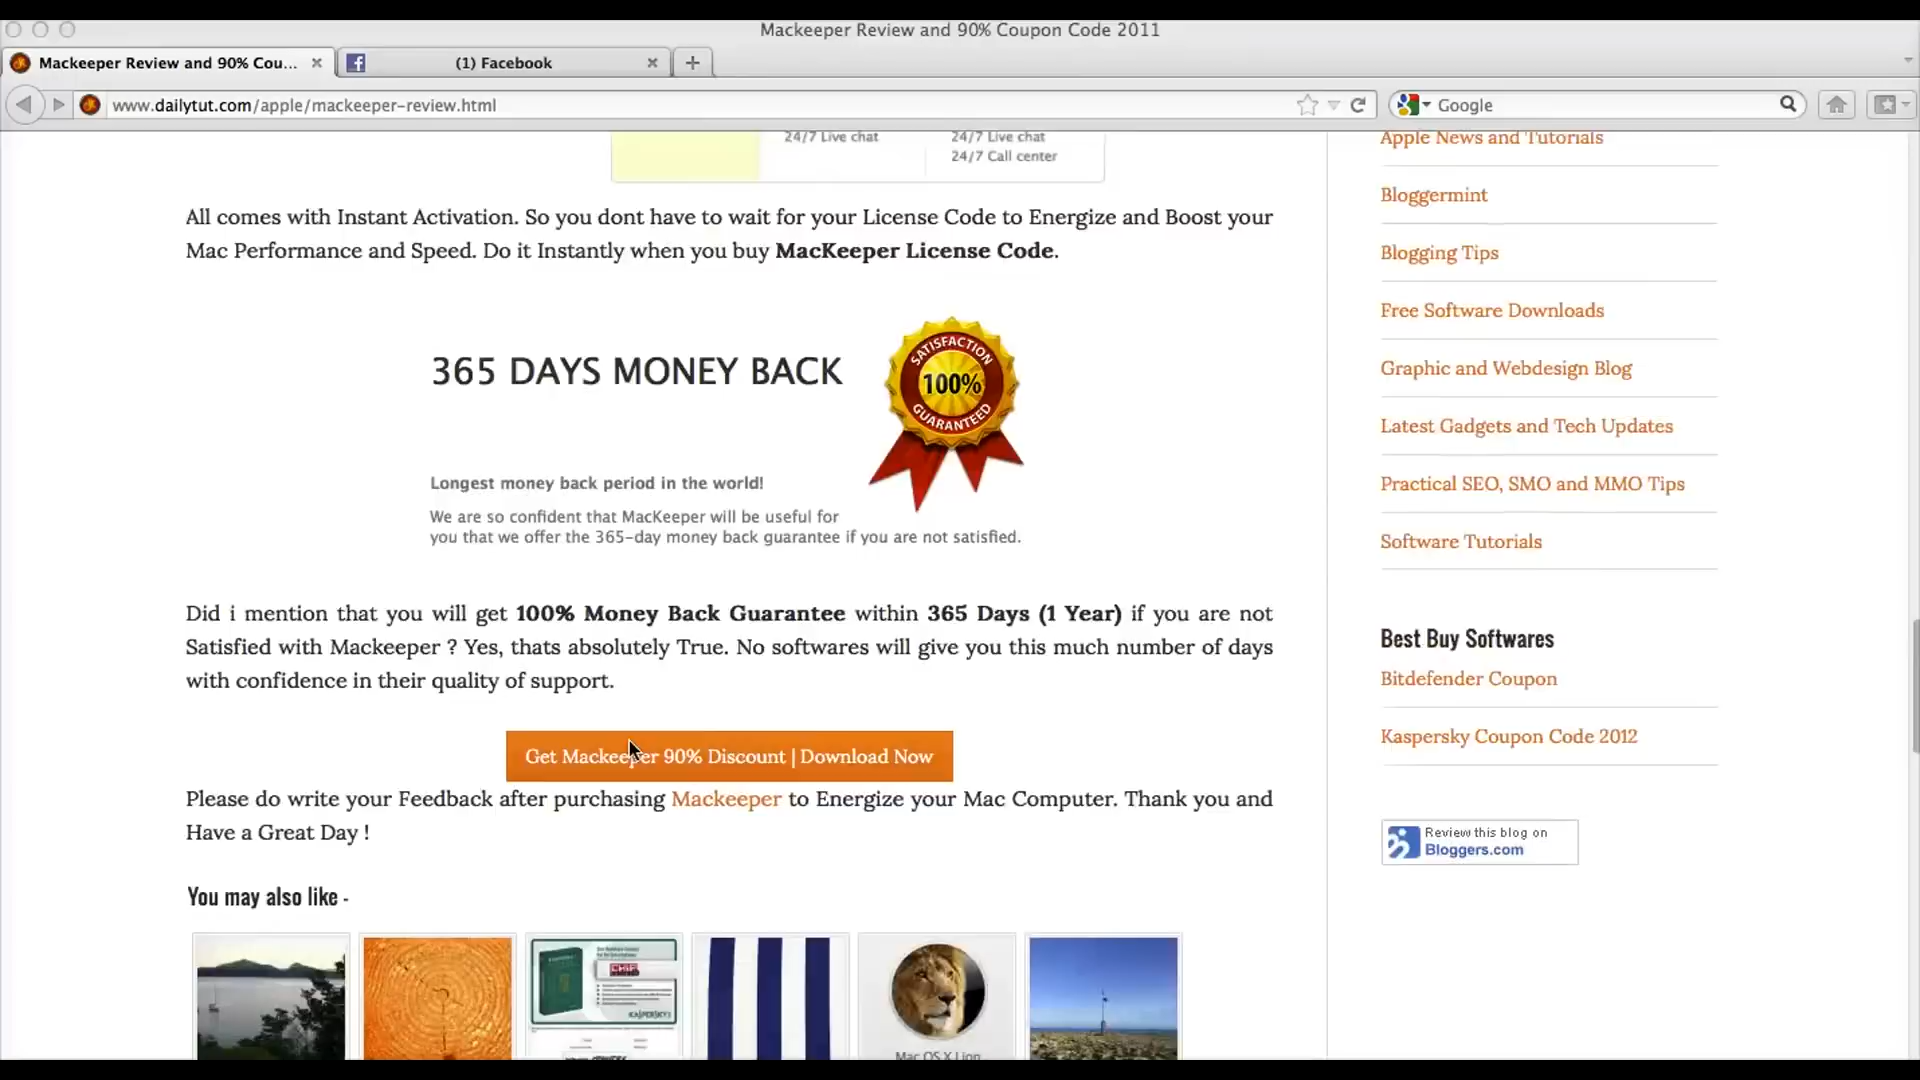 Mackeeper Review and 90% Coupon Code 2011
Mackeeper Review and 90% Cou...
(1) Facebook
www.dailytut.com/apple/mackeeper-review.html
Google
24/7 Live chat
24/7 Live chat
24/7 Call center
All comes with Instant Activation. So you dont have to wait for your License Code to Energize and Boost your
Mac Performance and Speed. Do it Instantly when you buy MacKeeper License Code.
365 DAYS MONEY BACK
SATISFACTION
100%
GUARANTEED
Longest money back period in the world!
We are so confident that MacKeeper will be useful for
you that we offer the 365-day money back guarantee if you are not satisfied.
Did i mention that you will get 100% Money Back Guarantee within 365 Days (1 Year) if you are not
Satisfied with Mackeeper ? Yes, thats absolutely True. No softwares will give you this much number of days
with confidence in their quality of support.
Get Mackeeper 90% Discount | Download Now
Please do write your Feedback after purchasing Mackeeper to Energize your Mac Computer. Thank you and
Have a Great Day !
You may also like -
KASPERSKY
Mac OS X Lion
Apple News and Tutorials
Bloggermint
Blogging Tips
Free Software Downloads
Graphic and Webdesign Blog
Latest Gadgets and Tech Updates
Practical SEO, SMO and MMO Tips
Software Tutorials
Best Buy Softwares
Bitdefender Coupon
Kaspersky Coupon Code 2012
Review this blog on
Bloggers.com